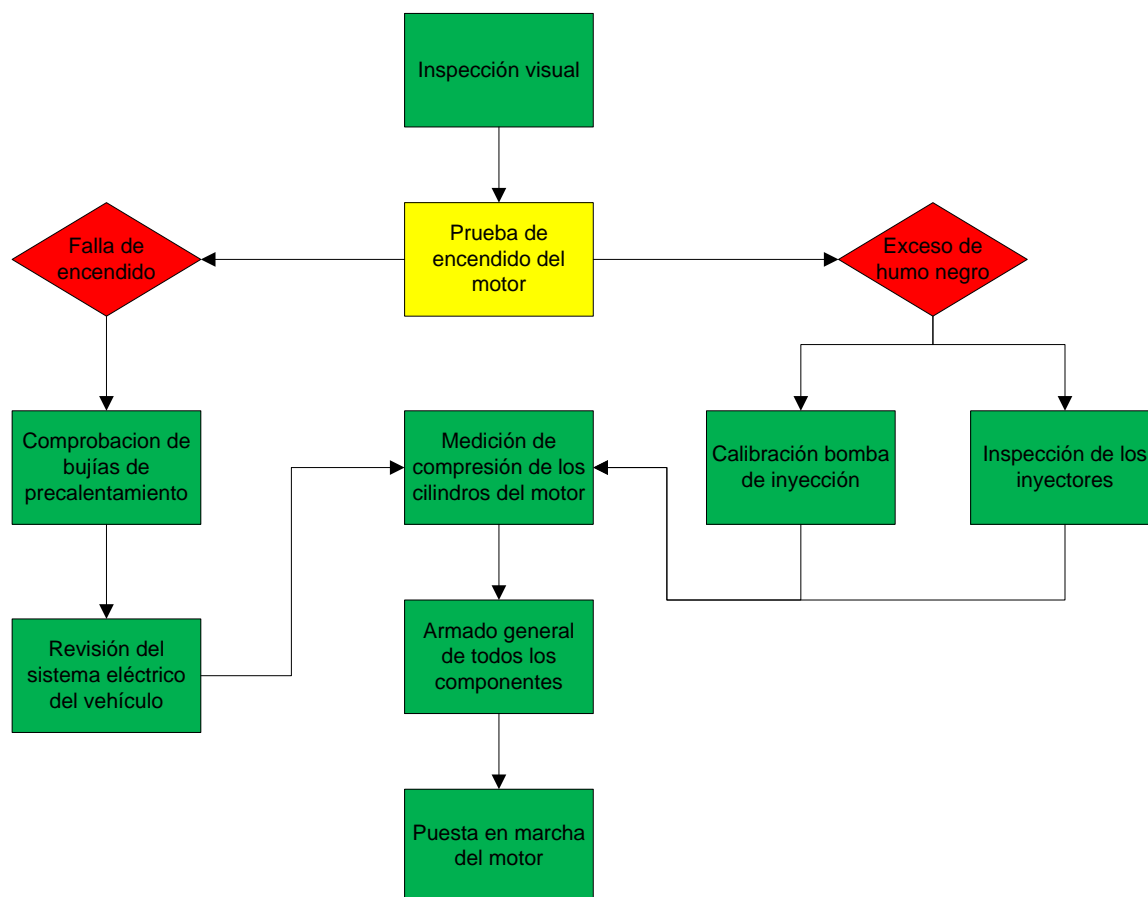 Inspección visual
Prueba de
encendido del
motor
Falla de
encendido
Exceso de
humo negro
Comprobacion de
bujías de
precalentamiento
Medición de
compresión de los
cilindros del motor
Calibración bomba
de inyección
Inspección de los
inyectores
Revisión del
sistema eléctrico
del vehículo
Armado general
de todos los
componentes
Puesta en marcha
del motor